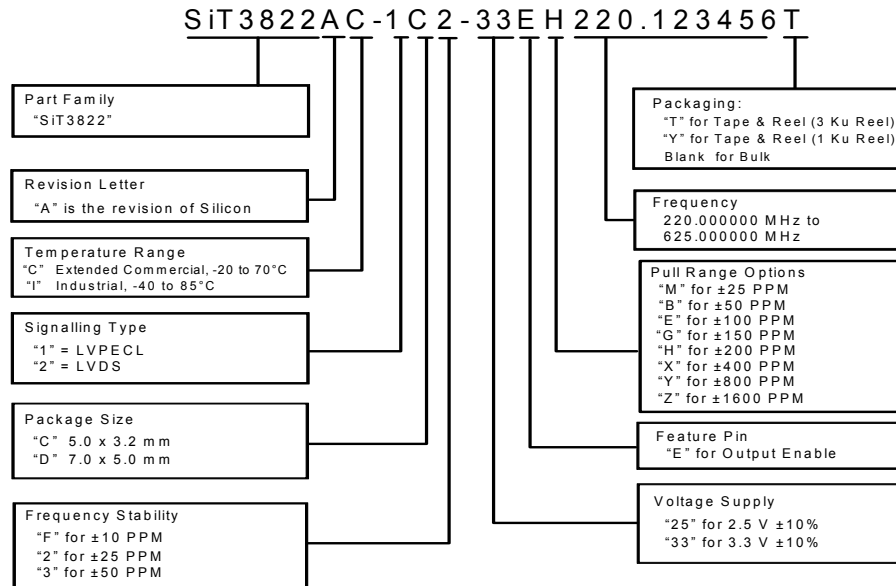 SiT3822AC-1C2-33EH220.123456T
Part Family
"SiT3822"
Revision Letter
"A" is the revision of Silicon
Temperature Range
"C" Extended Commercial, -20 to 70°C
"I" Industrial, -40 to 85°C
Signalling Type
"1" = LVPECL
"2" = LVDS
Package Size
"C" 5.0 x 3.2 mm
"D" 7.0 x 5.0 mm
Frequency Stability
"F" for ±10 PPM
"2" for ±25 PPM
"3" for ±50 PPM
Packaging:
"T" for Tape & Reel (3 Ku Reel)
"Y" for Tape & Reel (1 Ku Reel)
Blank for Bulk
Frequency
220.000000 MHz to
625.000000 MHz
Pull Range Options
"M" for ±25 PPM
"B" for ±50 PPM
"E" for ±100 PPM
"G" for ±150 PPM
"H" for ±200 PPM
"X" for ±400 PPM
"Y" for ±800 PPM
"Z" for ±1600 PPM
Feature Pin
"E" for Output Enable
Voltage Supply
"25" for 2.5 V ±10%
"33" for 3.3 V ±10%